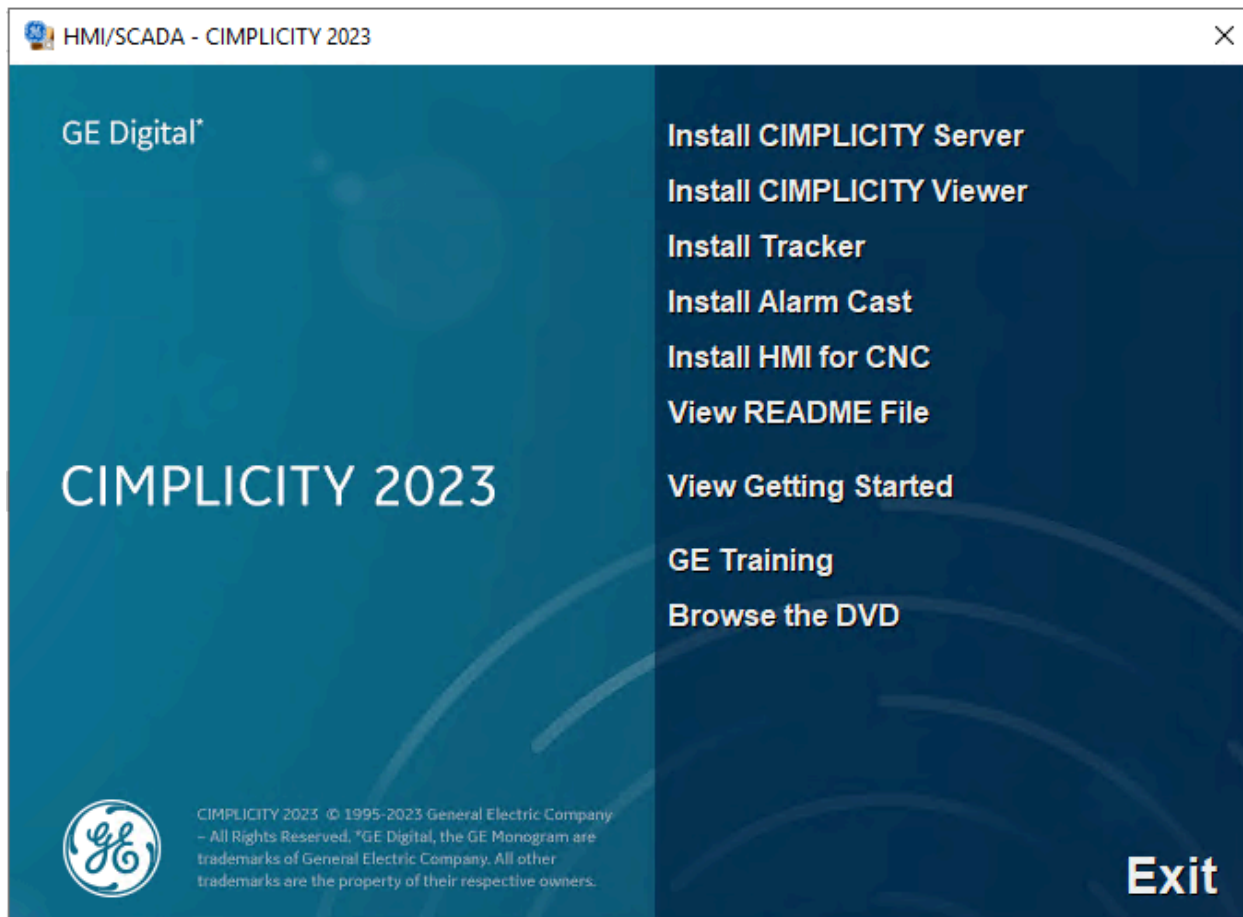 HMI/SCADA - CIMPLICITY 2023
GE Digital*
CIMPLICITY 2023
Install CIMPLICITY Server
Install CIMPLICITY Viewer
Install Tracker
Install Alarm Cast
Install HMI for CNC
View README File
View Getting Started
GE Training
Browse the DVD
GE
CIMPLICITY 2023 © 1995-2023 General Electric Company
– All Rights Reserved. *GE Digital, the GE Monogram are
trademarks of General Electric Company. All other
trademarks are the property of their respective owners.
Exit